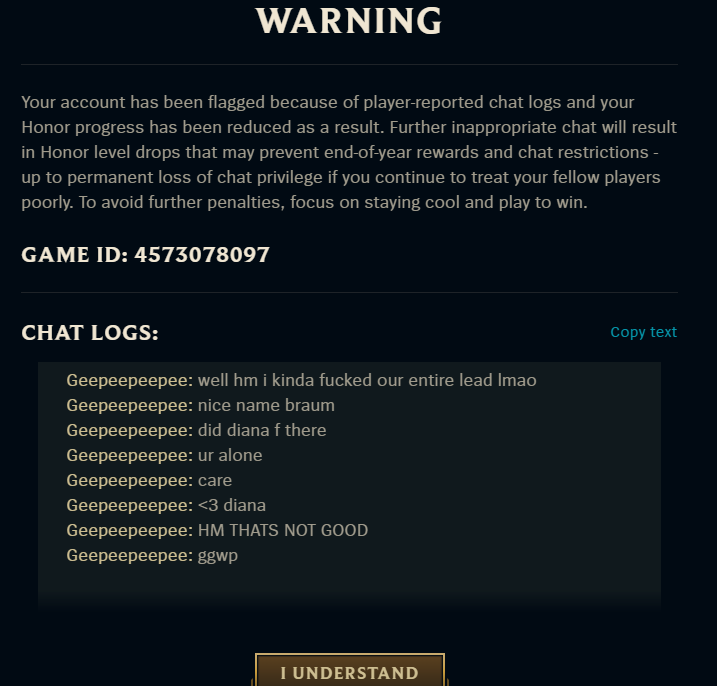 WARNING
Your account has been flagged because of player-reported chat logs and your
Honor progress has been reduced as a result. Further inappropriate chat will result
in Honor level drops that may prevent end-of-year rewards and chat restrictions -
up to permanent loss of chat privilege if you continue to treat your fellow players
poorly. To avoid further penalties, focus on staying cool and play to win.
GAME ID: 4573078097
CHAT LOGS: Copy text
Geepeepeepee: well hm i kinda fucked our entire lead lmao
Geepeepeepee: nice name braum
Geepeepeepee: did diana f there
Geepeepeepee: ur alone
Geepeepeepee: care
Geepeepeepee: <3 diana
Geepeepeepee: HM THATS NOT GOOD
Geepeepeepee: ggwp
I UNDERSTAND